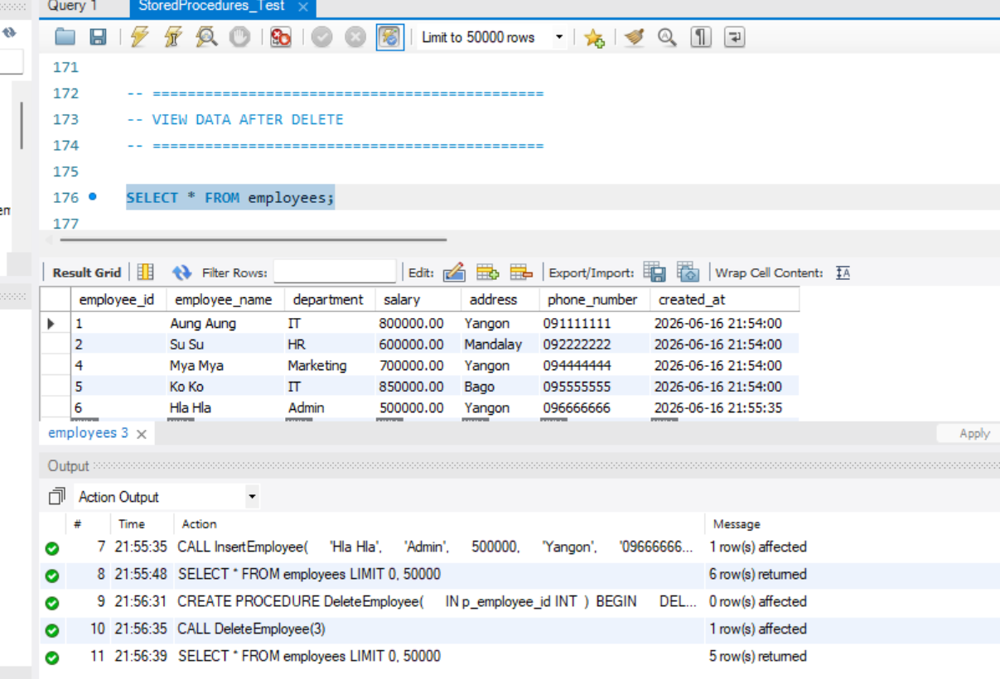 Query 1 StoredProcedures_Test
Limit to 50000 rows
171
172 -- =============================================
173 -- VIEW DATA AFTER DELETE
174 -- =============================================
175
176 SELECT * FROM employees;
177
Result Grid Filter Rows: Edit: Export/Import: Wrap Cell Content:
employee_id employee_name department salary address phone_number created_at
1 Aung Aung IT 800000.00 Yangon 091111111 2026-06-16 21:54:00
2 Su Su HR 600000.00 Mandalay 092222222 2026-06-16 21:54:00
4 Mya Mya Marketing 700000.00 Yangon 094444444 2026-06-16 21:54:00
5 Ko Ko IT 850000.00 Bago 095555555 2026-06-16 21:54:00
6 Hla Hla Admin 500000.00 Yangon 096666666 2026-06-16 21:55:35
employees 3 Apply
Output
Action Output
# Time Action Message
7 21:55:35 CALL InsertEmployee( 'Hla Hla', 'Admin', 500000, 'Yangon', '09666666... 1 row(s) affected
8 21:55:48 SELECT * FROM employees LIMIT 0, 50000 6 row(s) returned
9 21:56:31 CREATE PROCEDURE DeleteEmployee( IN p_employee_id INT ) BEGIN DEL... 0 row(s) affected
10 21:56:35 CALL DeleteEmployee(3) 1 row(s) affected
11 21:56:39 SELECT * FROM employees LIMIT 0, 50000 5 row(s) returned